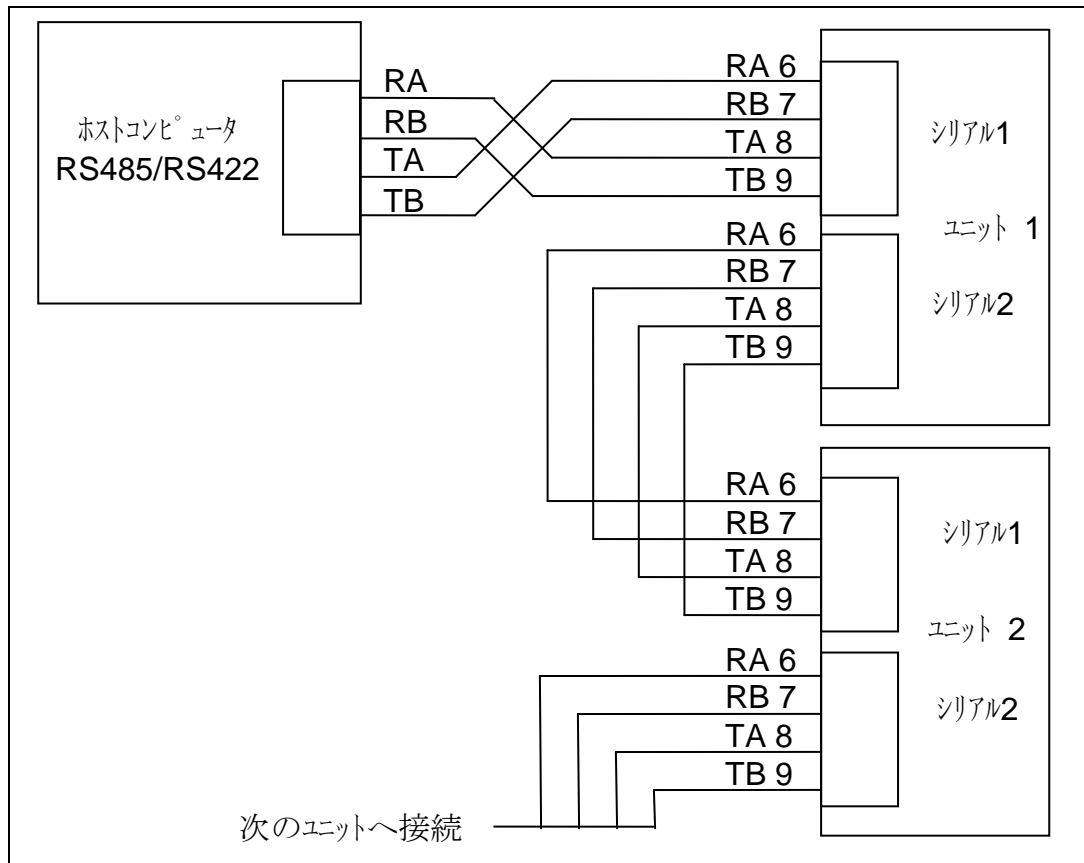 ホストコンピュータ
RS485/RS422
RA
RB
TA
TB
RA 6
RB 7
TA 8
TB 9
シリアル1
ユニット 1
RA 6
RB 7
TA 8
TB 9
シリアル2
RA 6
RB 7
TA 8
TB 9
シリアル1
ユニット 2
RA 6
RB 7
TA 8
TB 9
シリアル2
次のユニットへ接続